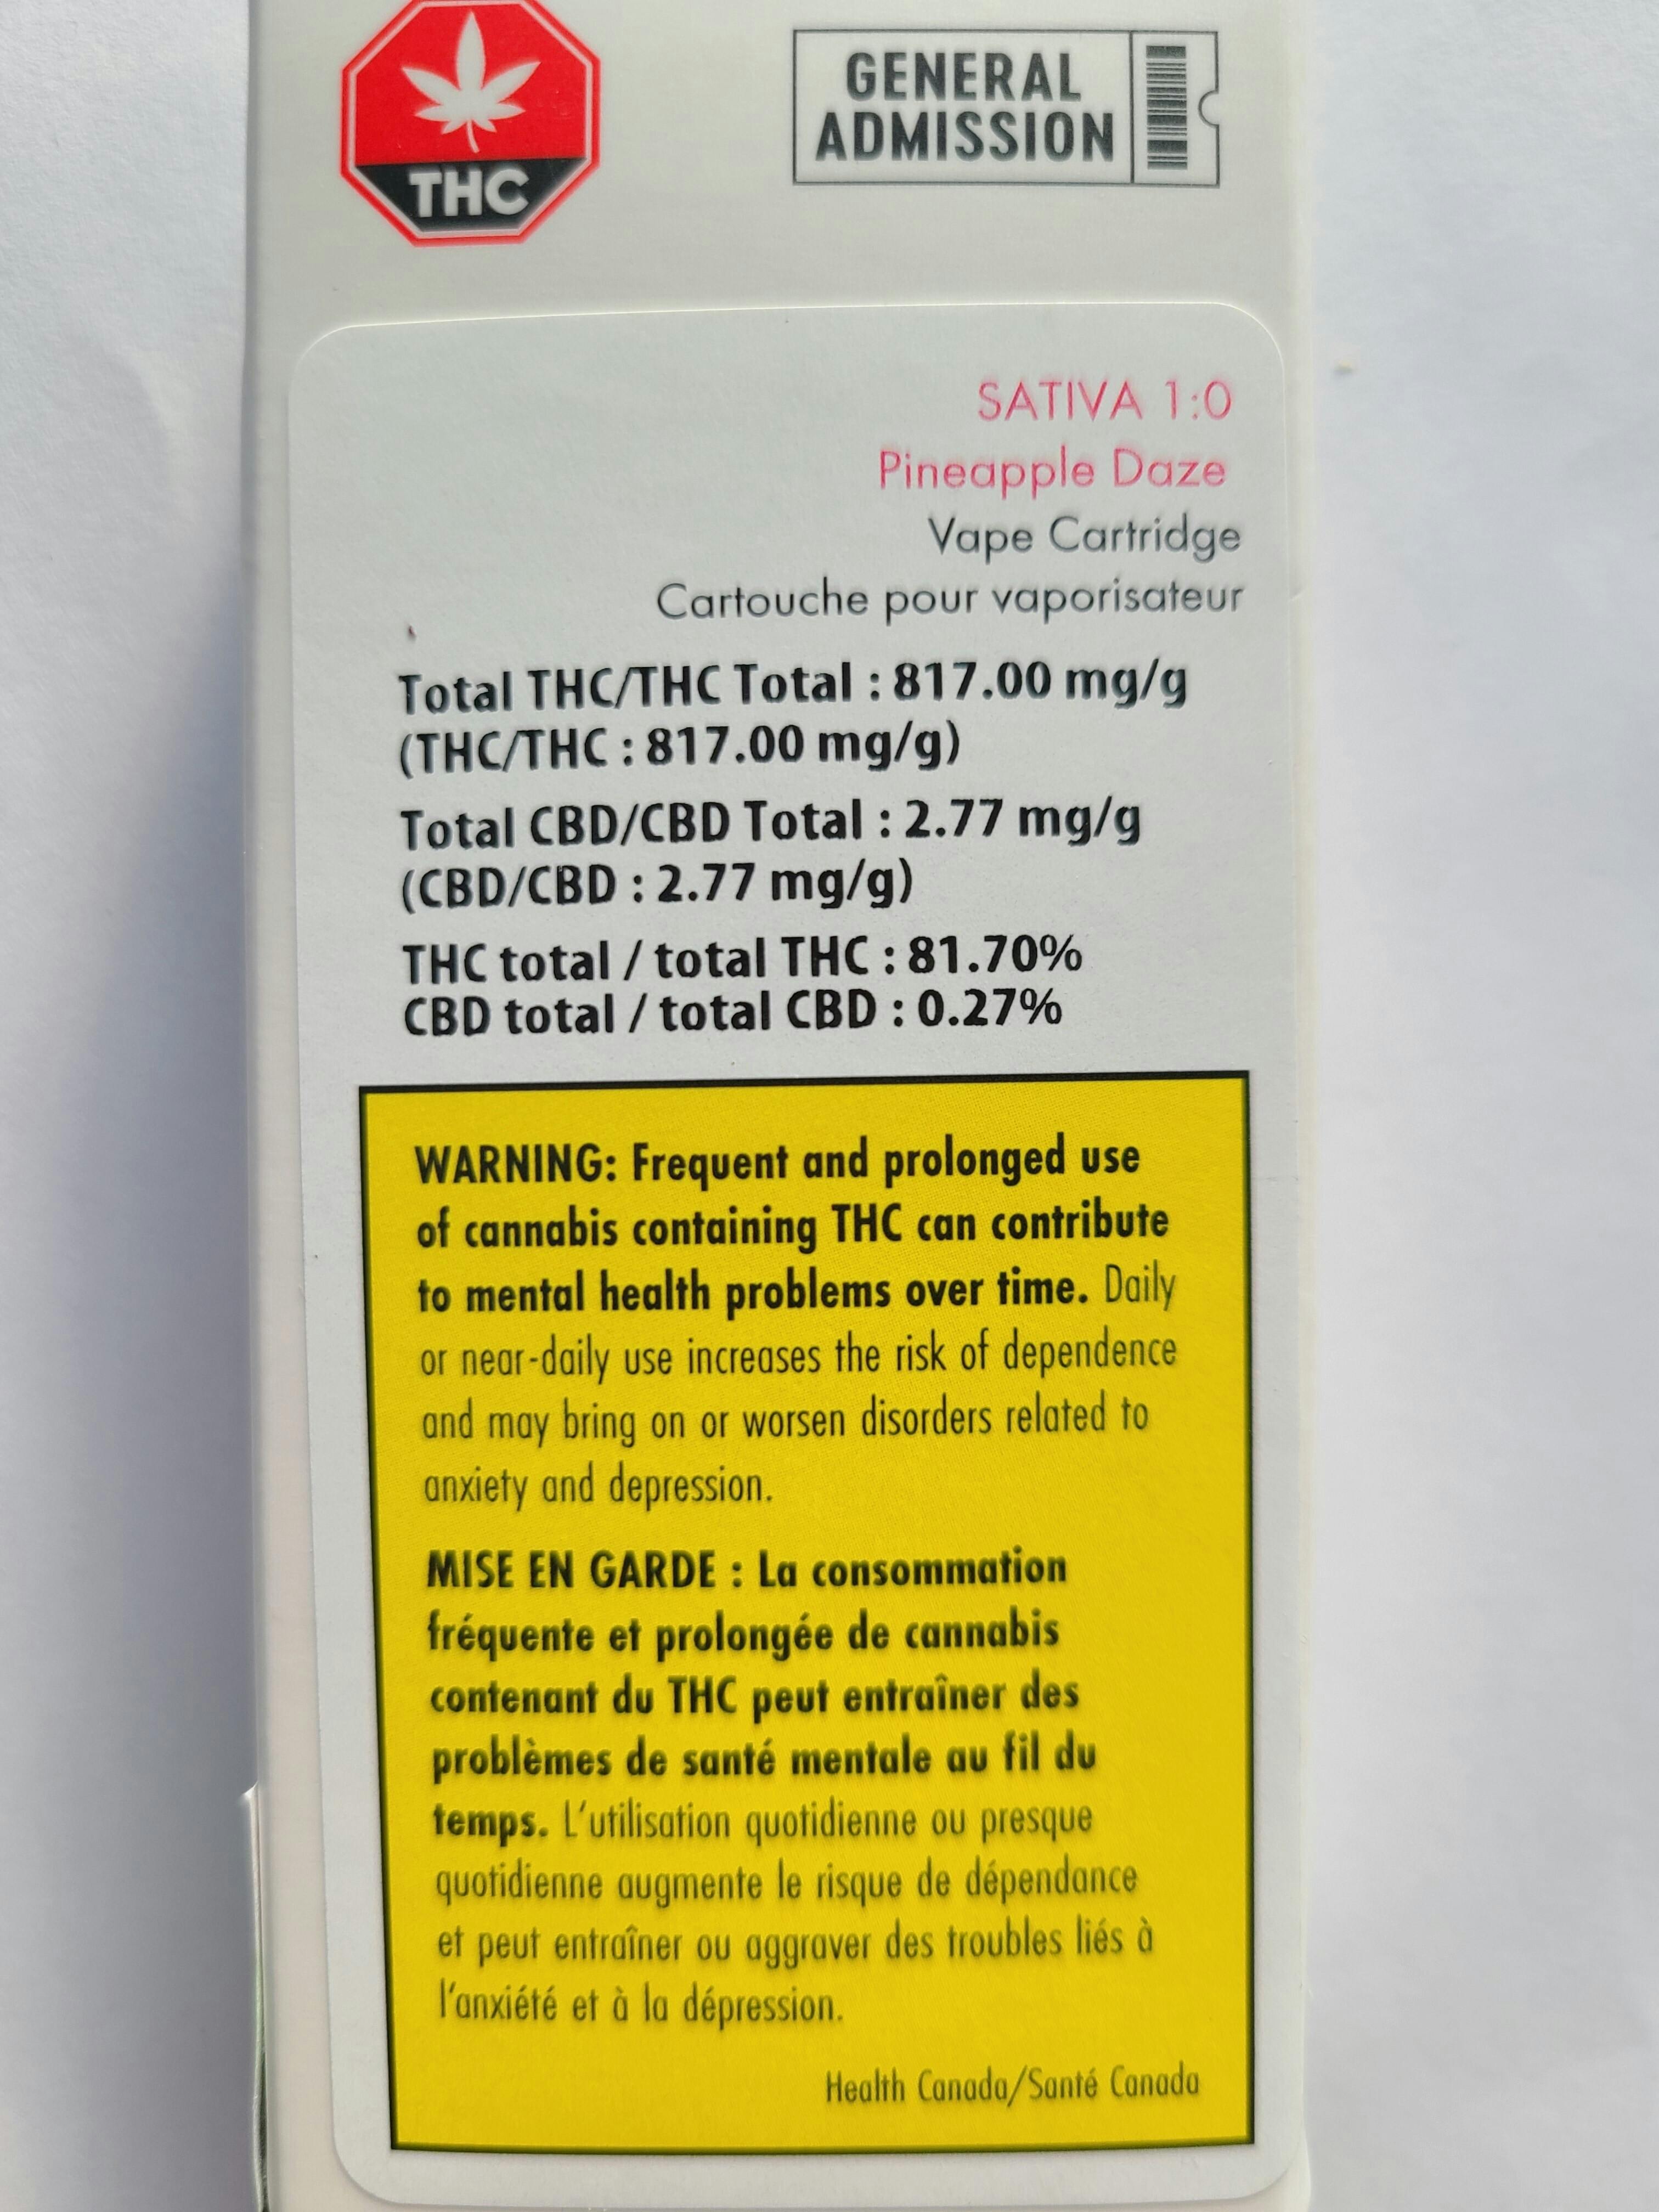 THC
GENERAL
ADMISSION
SATIVA 1:0
Pineapple Daze
Vape Cartridge
Cartouche pour vaporisateur
Total THC/THC Total : 817.00 mg/g
(THC/THC : 817.00 mg/g)
Total CBD/CBD Total : 2.77 mg/g
(CBD/CBD : 2.77 mg/g)
THC total / total THC : 81.70%
CBD total / total CBD : 0.27%
WARNING: Frequent and prolonged use
of cannabis containing THC can contribute
to mental health problems over time. Daily
or near-daily use increases the risk of dependence
and may bring on or worsen disorders related to
anxiety and depression.
MISE EN GARDE : La consommation
fréquente et prolongée de cannabis
contenant du THC peut entraîner des
problèmes de santé mentale au fil du
temps. L'utilisation quotidienne ou presque
quotidienne augmente le risque de dépendance
et peut entraîner ou aggraver des troubles liés à
l'anxiété et à la dépression.
Health Canada/Santé Canada